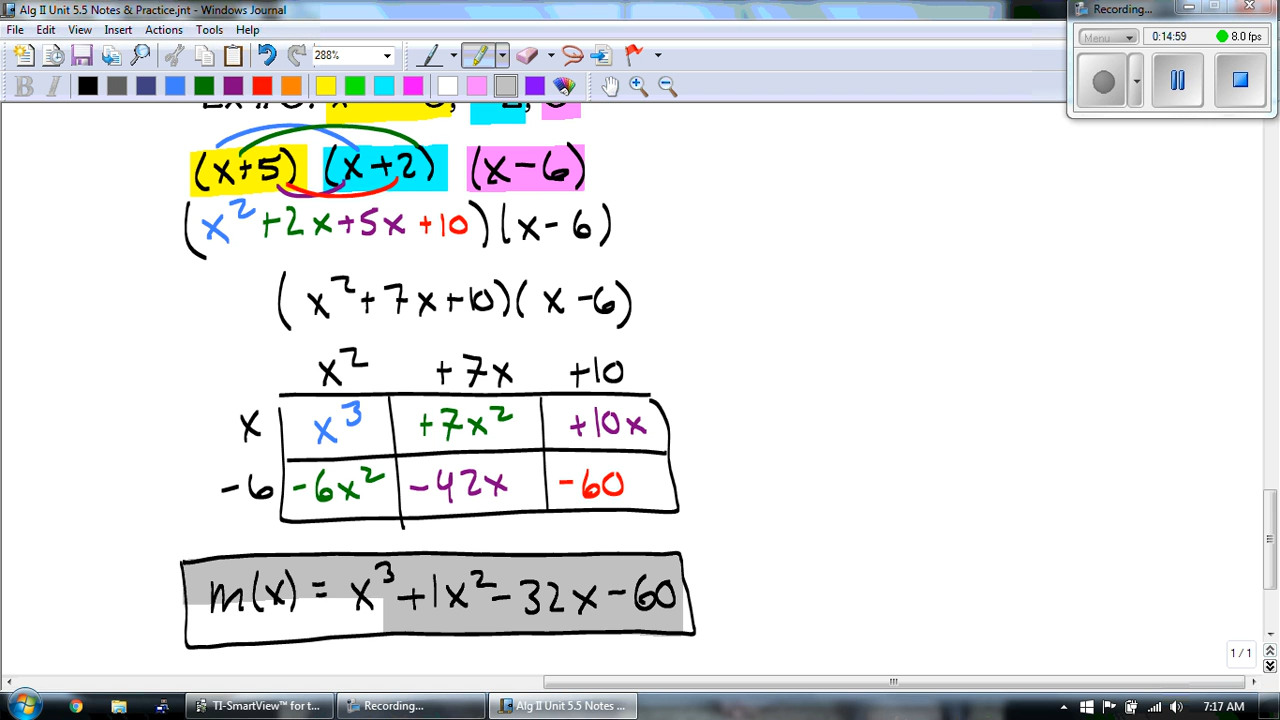 Alg II Unit 5.5 Notes & Practice.jnt - Windows Journal
Recording...
File Edit View Insert Actions Tools Help
Menu
0:14:59
8.0 fps
288%
B I
(x+5) (x+2) (x-6)
(x² +2x +5x +10)(x-6)
(x²+7x+10)(x-6)
x² +7x +10
x x³ +7x² +10x
-6 -6x² -42x -60
m(x) = x³+1x²-32x-60
1 / 1
TI-SmartView™ for t...
Recording...
Alg II Unit 5.5 Notes ...
7:17 AM